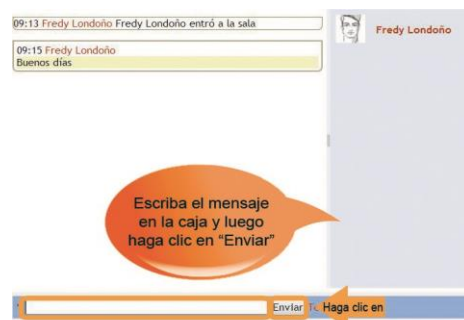 09:13 Fredy Londoño Fredy Londoño entró a la sala
Fredy Londoño
09:15 Fredy Londoño
Buenos días
Escriba el mensaje
en la caja y luego
haga clic en “Enviar”
Enviar Haga clic en